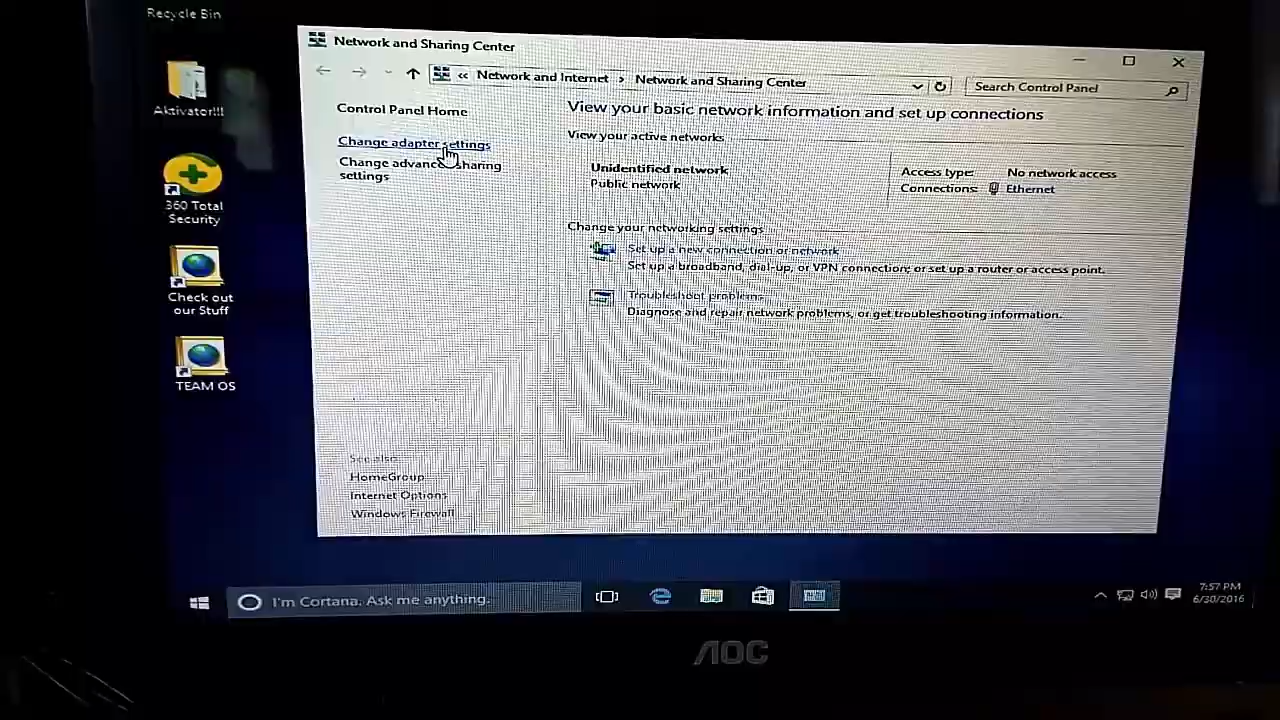 Recycle Bin
Aktivator!!!
360 Total
Security
Check out
our Stuff
TEAM OS
Network and Sharing Center
« Network and Internet > Network and Sharing Center
Search Control Panel
Control Panel Home
Change adapter settings
Change advanced sharing
settings
See also
HomeGroup
Internet Options
Windows Firewall
View your basic network information and set up connections
View your active networks
Unidentified network
Public network
Access type: No network access
Connections: Ethernet
Change your networking settings
Set up a new connection or network
Set up a broadband, dial-up, or VPN connection; or set up a router or access point.
Troubleshoot problems
Diagnose and repair network problems, or get troubleshooting information.
I'm Cortana. Ask me anything.
7:57 PM
6/30/2016
AOC